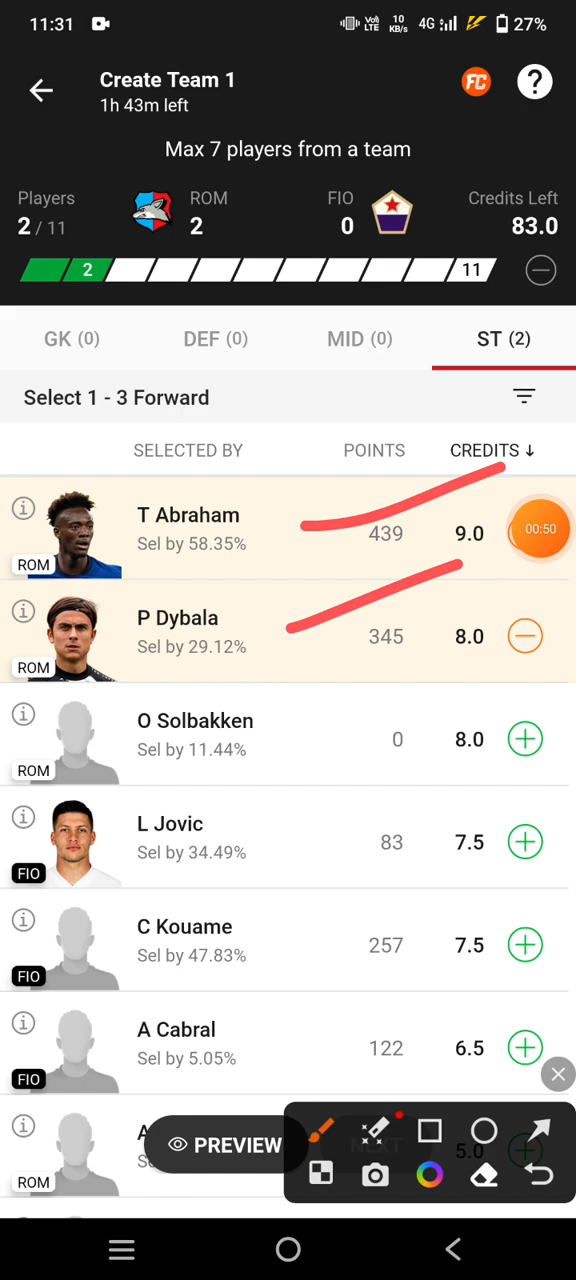 11:31
Vo) LTE
10 KB/s
4G
27%
Create Team 1
1h 43m left
FC
?
Max 7 players from a team
Players ROM FIO Credits Left
2 / 11 2 0 83.0
2 11
GK (0) DEF (0) MID (0) ST (2)
Select 1 - 3 Forward
SELECTED BY POINTS CREDITS ↓
T Abraham
Sel by 58.35% 439 9.0 00:50
ROM
P Dybala
Sel by 29.12% 345 8.0
ROM
O Solbakken
Sel by 11.44% 0 8.0
ROM
L Jovic
Sel by 34.49% 83 7.5
FIO
C Kouame
Sel by 47.83% 257 7.5
FIO
A Cabral
Sel by 5.05% 122 6.5
FIO
PREVIEW NEXT 5.0
ROM